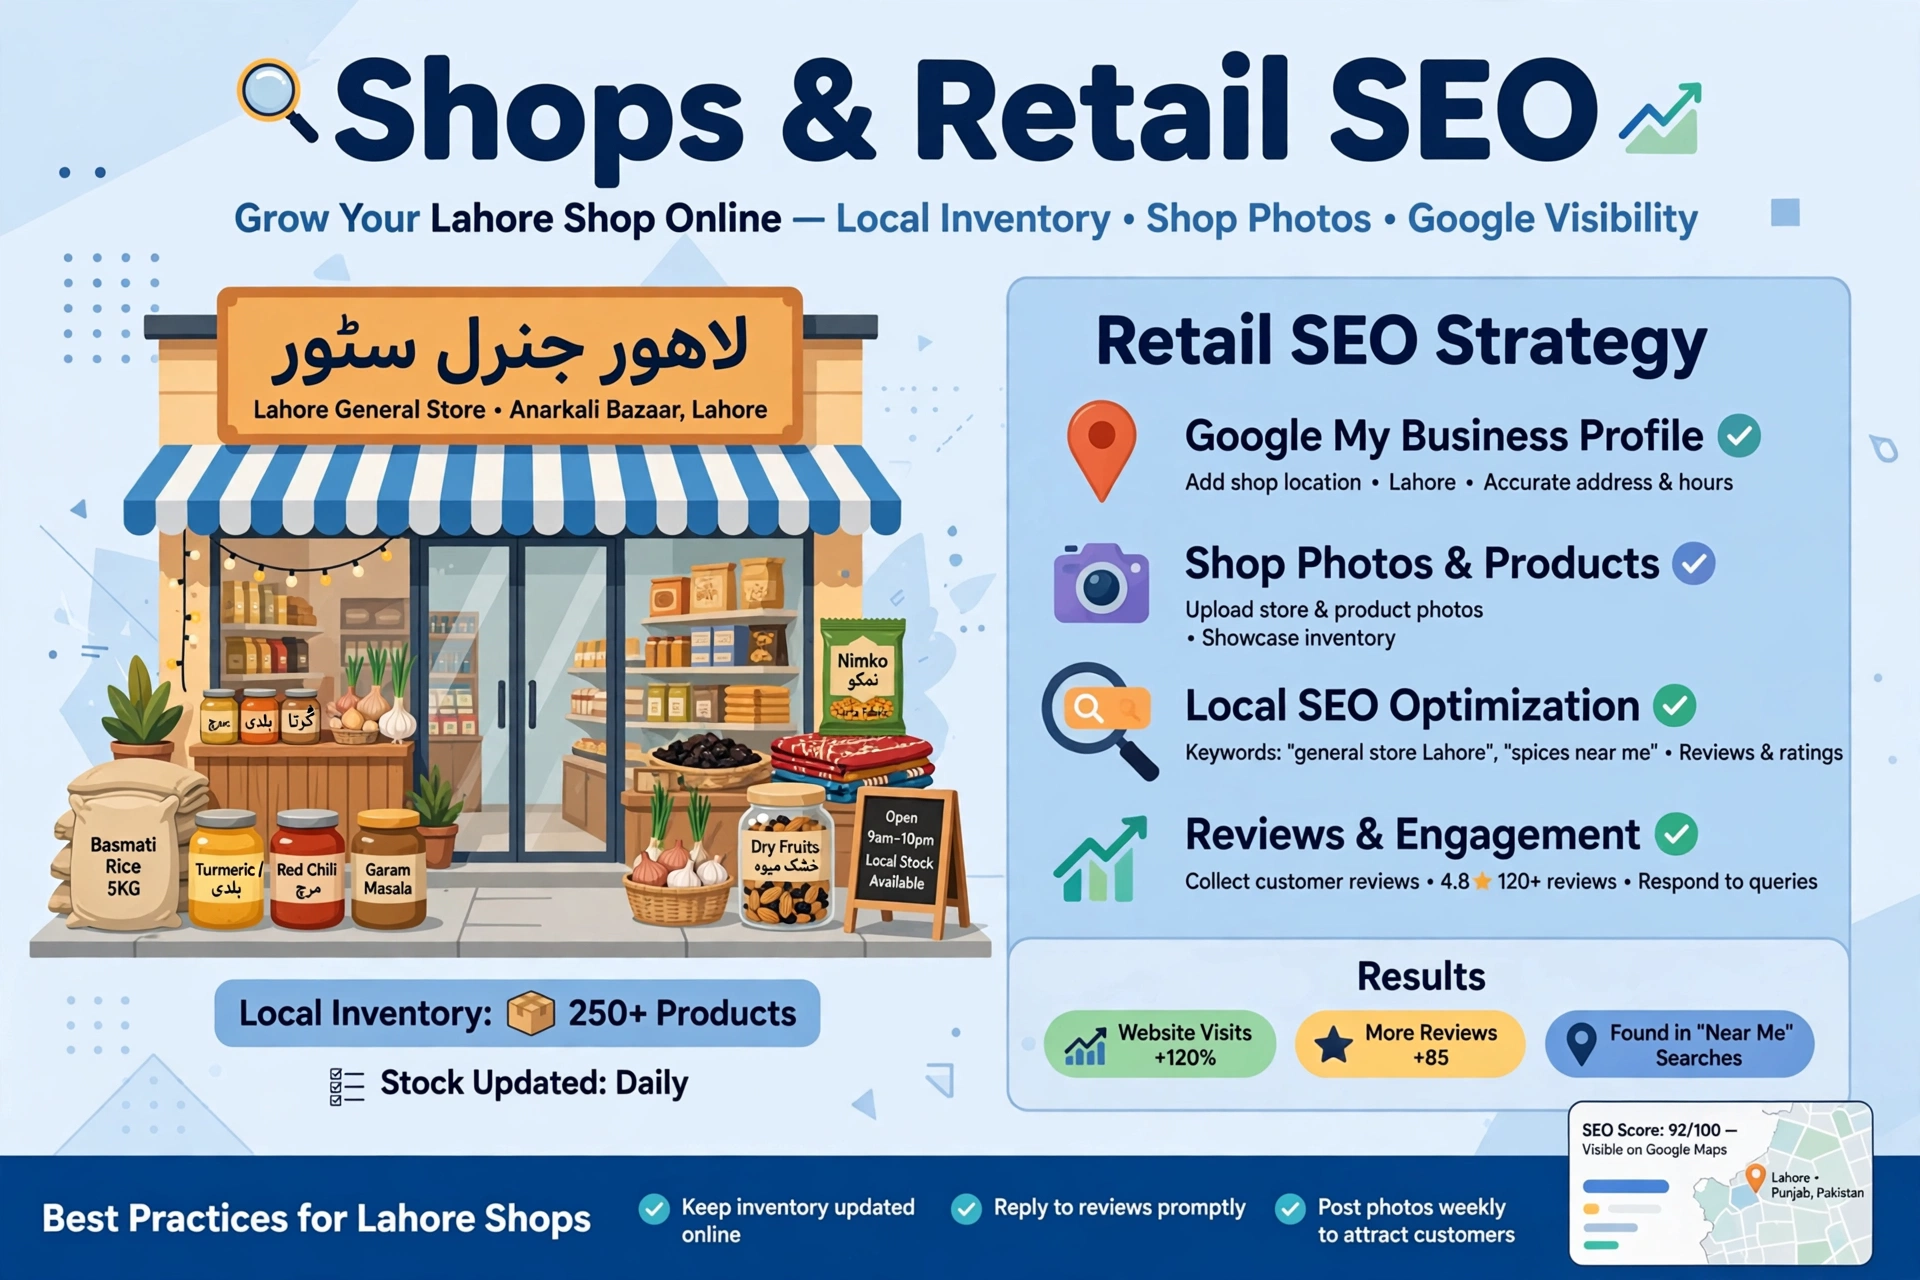 Shops & Retail SEO
Grow Your Lahore Shop Online — Local Inventory • Shop Photos • Google Visibility
لاهور جنرل سٹور
Lahore General Store • Anarkali Bazaar, Lahore
Nimko
نمکو
بلدی
گرتا
Basmati
Rice
5KG
Turmeric /
بلدی
Red Chili
مرچ
Garam
Masala
Dry Fruits
خشک میوہ
Open
9am–10pm
Local Stock
Available
Local Inventory: 250+ Products
Stock Updated: Daily
Retail SEO Strategy
Google My Business Profile
Add shop location • Lahore • Accurate address & hours
Shop Photos & Products
Upload store & product photos
• Showcase inventory
Local SEO Optimization
Keywords: "general store Lahore", "spices near me" • Reviews & ratings
Reviews & Engagement
Collect customer reviews • 4.8 ⭐ 120+ reviews • Respond to queries
Results
Website Visits
+120%
More Reviews
+85
Found in "Near Me"
Searches
SEO Score: 92/100 —
Visible on Google Maps
Lahore •
Punjab, Pakistan
Best Practices for Lahore Shops
Keep inventory updated
online
Reply to reviews promptly
Post photos weekly
to attract customers